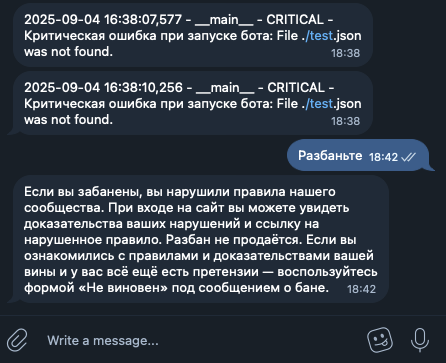 2025-09-04 16:38:07,577 - __main__ - CRITICAL -
Критическая ошибка при запуске бота: File ./test.json
was not found.
18:38
2025-09-04 16:38:10,256 - __main__ - CRITICAL -
Критическая ошибка при запуске бота: File ./test.json
was not found.
18:38
Разбаньте 18:42
Если вы забанены, вы нарушили правила нашего
сообщества. При входе на сайт вы можете увидеть
доказательства ваших нарушений и ссылку на
нарушенное правило. Разбан не продаётся. Если вы
ознакомились с правилами и доказательствами вашей
вины и у вас всё ещё есть претензии — воспользуйтесь
формой «Не виновен» под сообщением о бане. 18:42
Write a message...